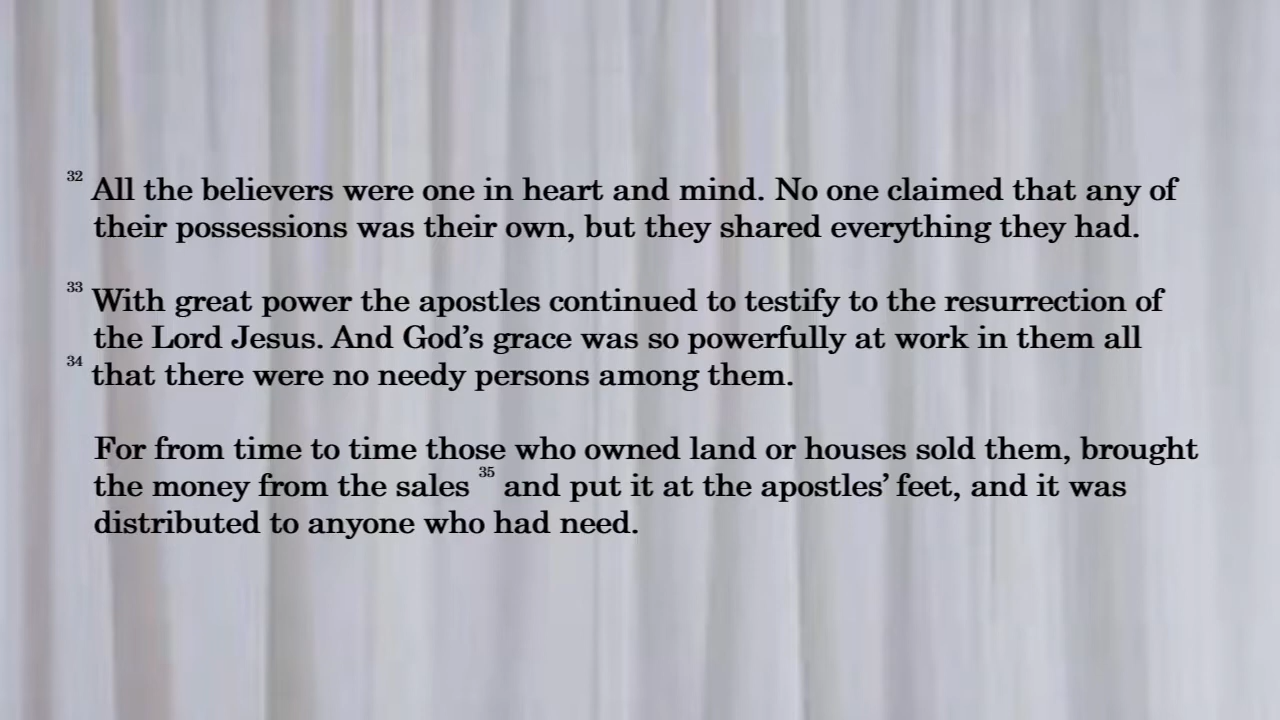 32 All the believers were one in heart and mind. No one claimed that any of
their possessions was their own, but they shared everything they had.
33 With great power the apostles continued to testify to the resurrection of
the Lord Jesus. And God’s grace was so powerfully at work in them all
34 that there were no needy persons among them.
For from time to time those who owned land or houses sold them, brought
the money from the sales 35 and put it at the apostles’ feet, and it was
distributed to anyone who had need.